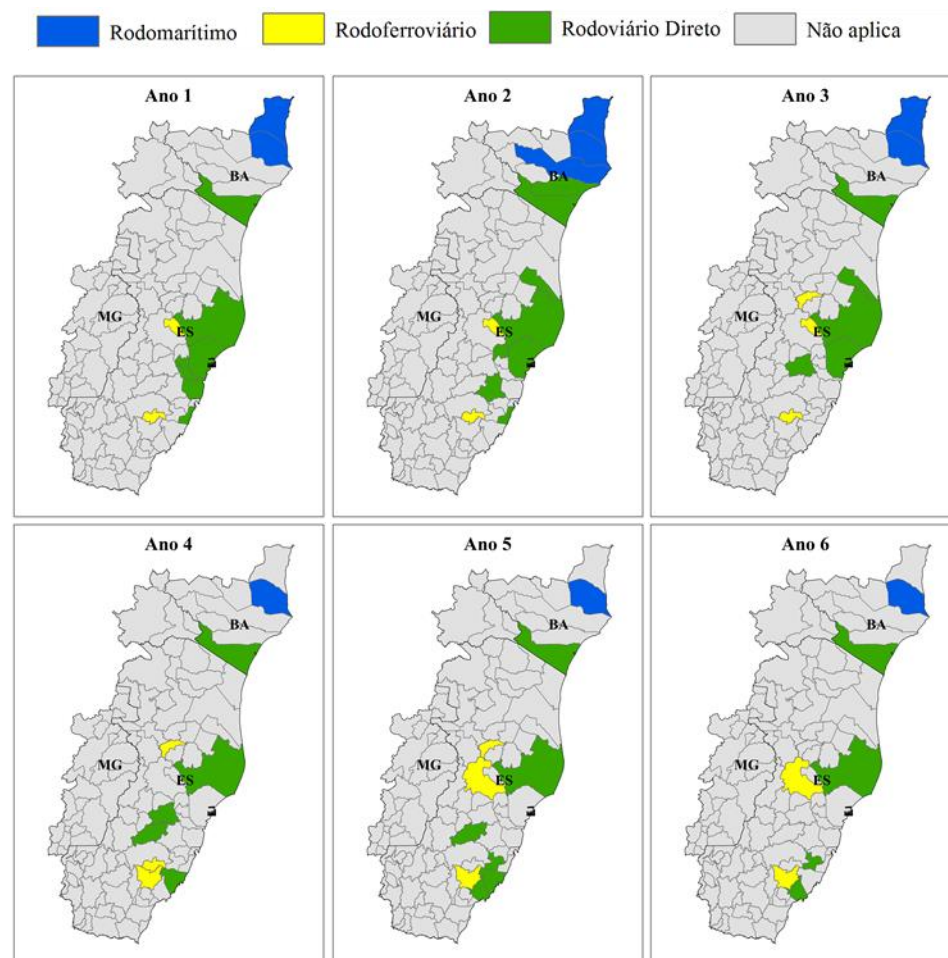 Rodomarítimo Rodoferroviário Rodoviário Direto Não aplica
Ano 1 Ano 2 Ano 3
BA BA BA
MG MG MG
ES ES ES
Ano 4 Ano 5 Ano 6
BA BA BA
MG MG MG
ES ES ES